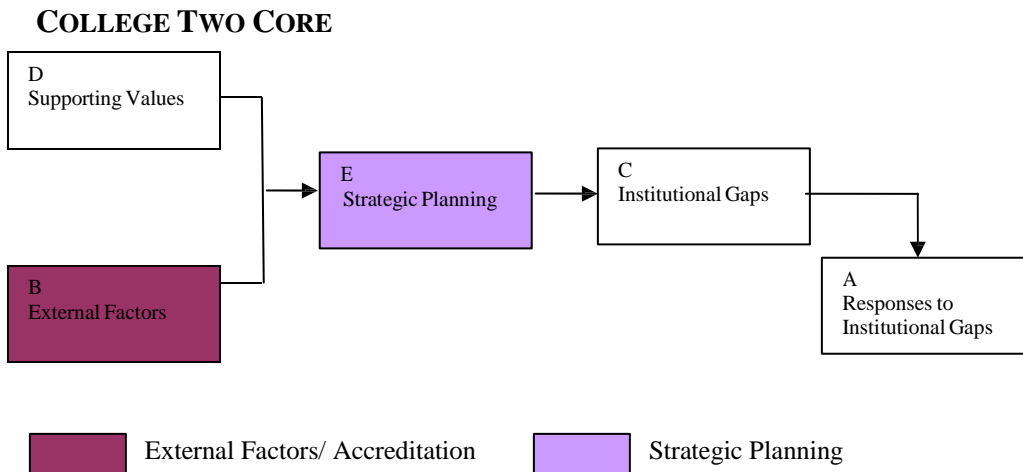 COLLEGE TWO CORE
D
Supporting Values
E
Strategic Planning
C
Institutional Gaps
B
External Factors
A
Responses to
Institutional Gaps
External Factors/ Accreditation
Strategic Planning